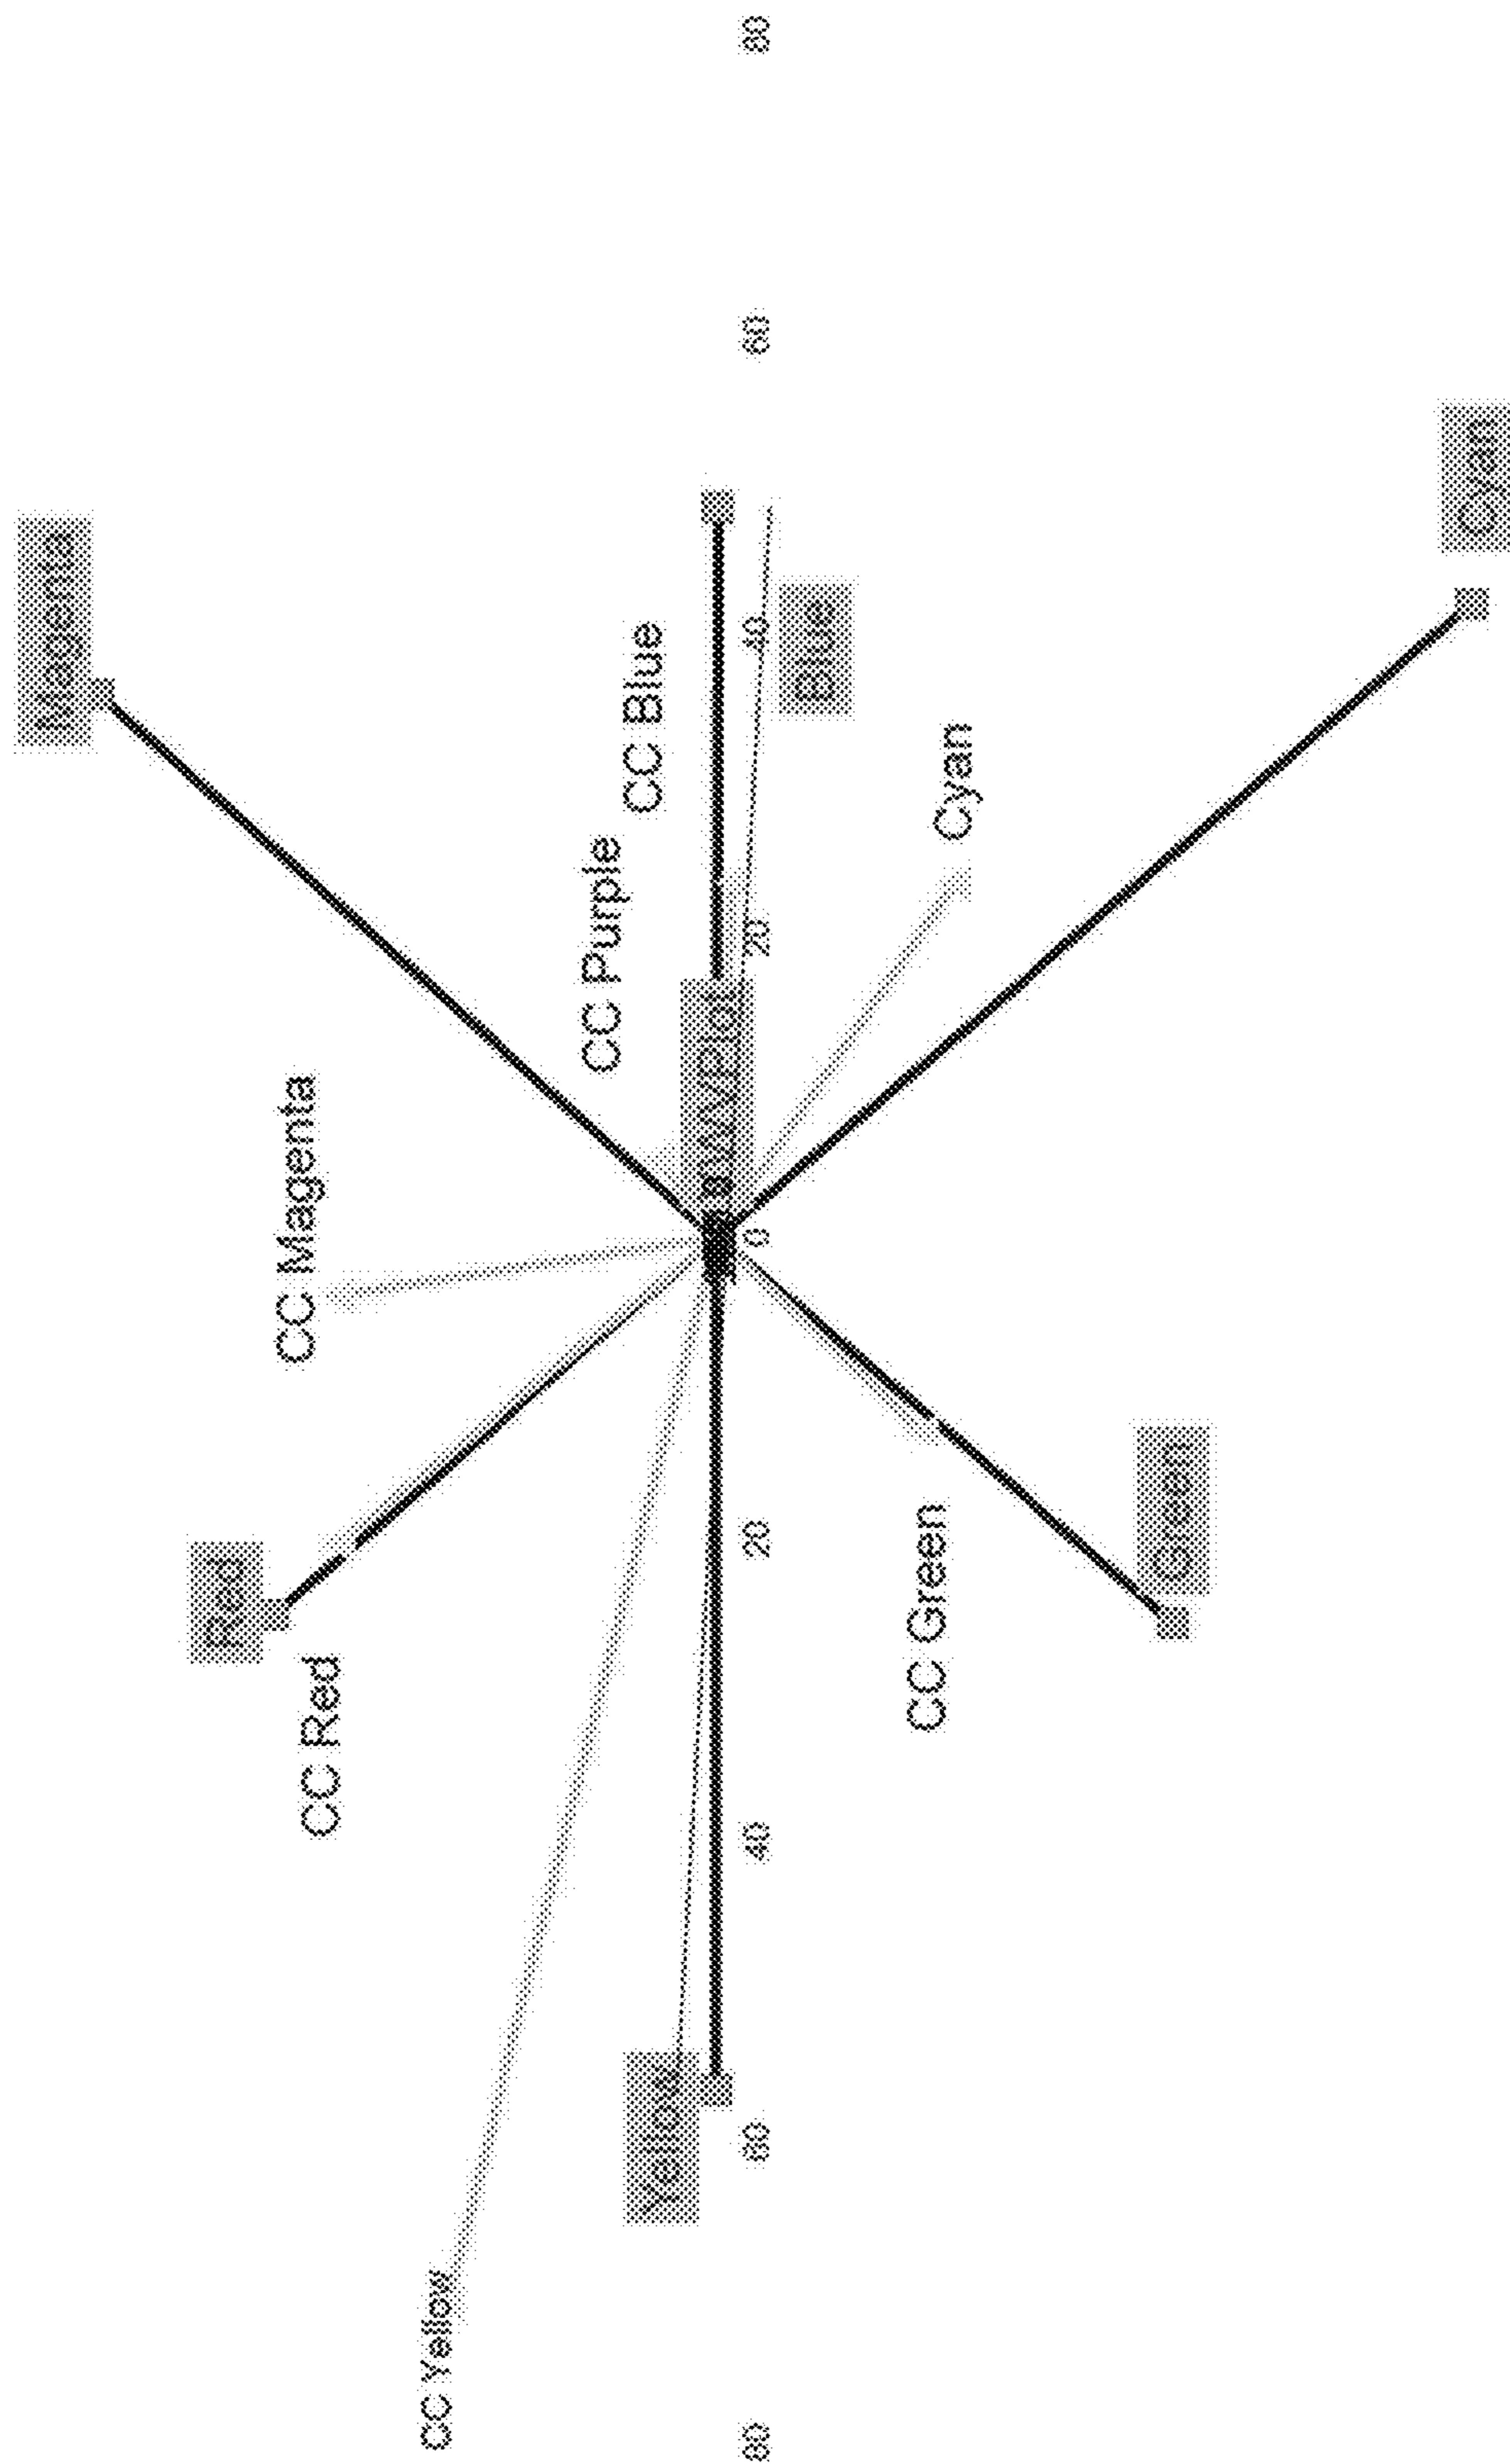 Magenta
Red
CC Magenta
CC Red
CC Yellow
CC Purple
CC Blue
Yellow
80 60 40 20 0 20 40 60 80
Blue
CC Green
Cyan
Green
Cyan